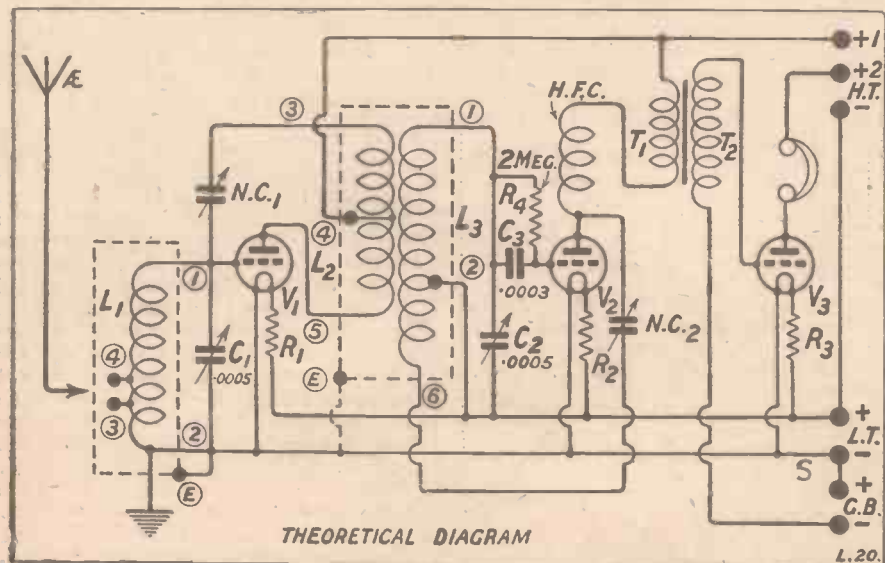 Æ
③
①
H.F.C.
+1
+2
H.T.
-
T₁
T₂
2 MEG.
N.C.₁
R₄
④
L₃
C₃
L₂
②
①
.0003
V₁
V₂
V₃
L₁
⑤
C₂
.0005
N.C.₂
R₁
R₂
R₃
C₁
.0005
④
③
E
⑥
+
②
L.T.
-
S
E
+
G.B.
-
THEORETICAL DIAGRAM
L.20.